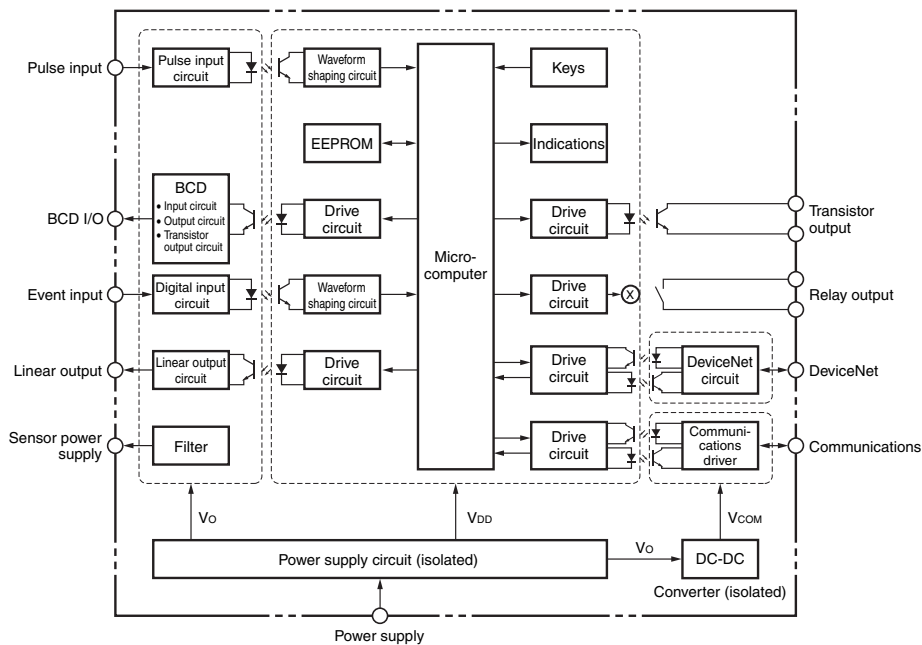 Pulse input
Pulse input
circuit
Waveform
shaping circuit
Keys
EEPROM
Indications
BCD I/O
BCD
• Input circuit
• Output circuit
• Transistor
output circuit
Drive
circuit
Micro-
computer
Drive
circuit
Transistor
output
Event input
Digital input
circuit
Waveform
shaping circuit
Drive
circuit
X
Relay output
Linear output
Linear output
circuit
Drive
circuit
Drive
circuit
DeviceNet
circuit
DeviceNet
Sensor power
supply
Filter
Drive
circuit
Communi-
cations
driver
Communications
VO
VDD
VCOM
Power supply circuit (isolated)
VO
DC-DC
Converter (isolated)
Power supply